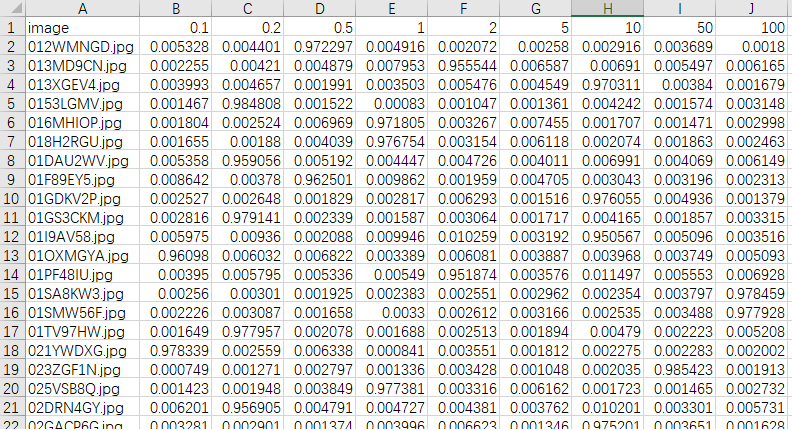 A B C D E F G H I J
1 image 0.1 0.2 0.5 1 2 5 10 50 100
2 012WMNGD.jpg 0.005328 0.004401 0.972297 0.004916 0.002072 0.00258 0.002916 0.003689 0.0018
3 013MD9CN.jpg 0.002255 0.00421 0.004879 0.007953 0.955544 0.006587 0.00691 0.005497 0.006165
4 013XGEV4.jpg 0.003993 0.004657 0.001991 0.003503 0.005476 0.004549 0.970311 0.00384 0.001679
5 0153LGMV.jpg 0.001467 0.984808 0.001522 0.00083 0.001047 0.001361 0.004242 0.001574 0.003148
6 016MHIOP.jpg 0.001804 0.002524 0.006969 0.971805 0.003267 0.007455 0.001707 0.001471 0.002998
7 018H2RGU.jpg 0.001655 0.00188 0.004039 0.976754 0.003154 0.006118 0.002074 0.001863 0.002463
8 01DAU2WV.jpg 0.005358 0.959056 0.005192 0.004447 0.004726 0.004011 0.006991 0.004069 0.006149
9 01F89EY5.jpg 0.008642 0.00378 0.962501 0.009862 0.001959 0.004705 0.003043 0.003196 0.002313
10 01GDKV2P.jpg 0.002527 0.002648 0.001829 0.002817 0.006293 0.001516 0.976055 0.004936 0.001379
11 01GS3CKM.jpg 0.002816 0.979141 0.002339 0.001587 0.003064 0.001717 0.004165 0.001857 0.003315
12 01I9AV58.jpg 0.005975 0.00936 0.002088 0.009946 0.010259 0.003192 0.950567 0.005096 0.003516
13 01OXMGYA.jpg 0.96098 0.006032 0.006822 0.003389 0.006081 0.003887 0.003968 0.003749 0.005093
14 01PF48IU.jpg 0.00395 0.005795 0.005336 0.00549 0.951874 0.003576 0.011497 0.005553 0.006928
15 01SA8KW3.jpg 0.00256 0.00301 0.001925 0.002383 0.002551 0.002962 0.002354 0.003797 0.978459
16 01SMW56F.jpg 0.002226 0.003087 0.001658 0.0033 0.002612 0.003166 0.002535 0.003488 0.977928
17 01TV97HW.jpg 0.001649 0.977957 0.002078 0.001688 0.002513 0.001894 0.00479 0.002223 0.005208
18 021YWDXG.jpg 0.978339 0.002559 0.006338 0.000841 0.003551 0.001812 0.002275 0.002283 0.002002
19 023ZGF1N.jpg 0.000749 0.001271 0.002797 0.001336 0.003428 0.001048 0.002035 0.985423 0.001913
20 025VSB8Q.jpg 0.001423 0.001948 0.003849 0.977381 0.003316 0.006162 0.001723 0.001465 0.002732
21 02DRN4GY.jpg 0.006201 0.956905 0.004791 0.004727 0.004381 0.003762 0.010201 0.003301 0.005731
22 02GACP6G.jpg 0.003281 0.002901 0.001374 0.003996 0.006623 0.001346 0.975201 0.003651 0.001628